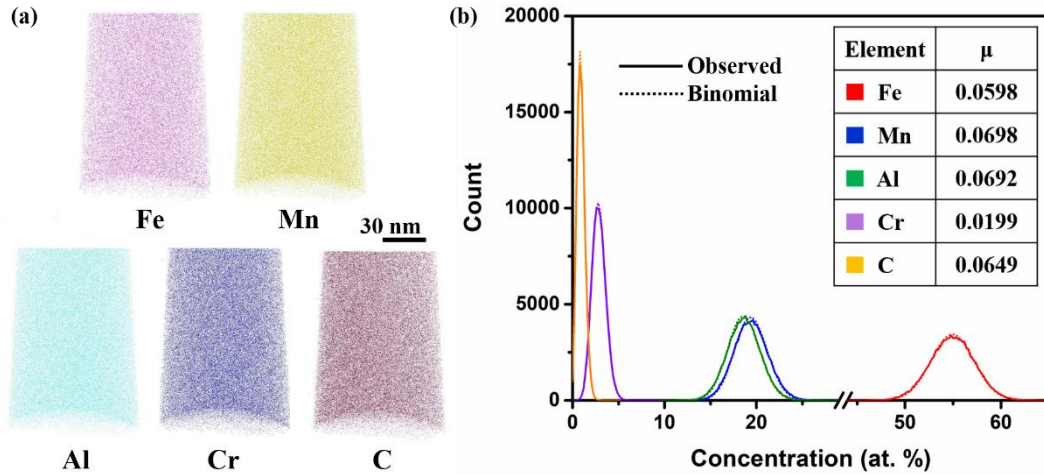 (a)
Fe Mn
30 nm
Al Cr C
(b)
Count
20000
15000
10000
5000
0
Observed
Binomial
Element μ
Fe 0.0598
Mn 0.0698
Al 0.0692
Cr 0.0199
C 0.0649
0 10 20 50 60
Concentration (at. %)